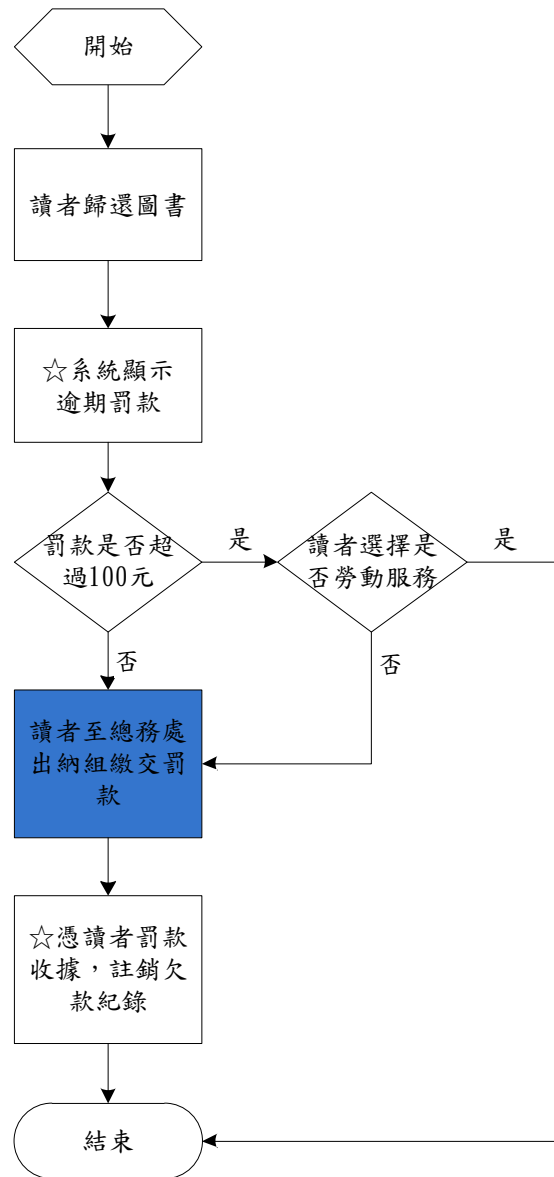 開始
讀者歸還圖書
☆系統顯示
逾期罰款
罰款是否超
過100元
是
讀者選擇是
否勞動服務
是
否
否
讀者至總務處
出納組繳交罰
款
☆憑讀者罰款
收據，註銷欠
款紀錄
結束